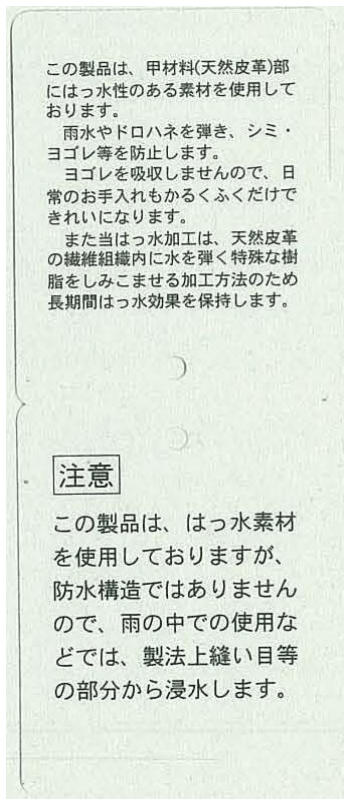 この製品は、甲材料(天然皮革)部
にはっ水性のある素材を使用して
おります。
雨水やドロハネを弾き、シミ・
ヨゴレ等を防止します。
ヨゴレを吸収しませんので、日
常のお手入れもかるくふくだけで
きれいになります。
また当はっ水加工は、天然皮革
の繊維組織内に水を弾く特殊な樹
脂をしみこませる加工方法のため
長期間はっ水効果を保持します。
注意
この製品は、はっ水素材
を使用しておりますが、
防水構造ではありません
ので、雨の中での使用な
どでは、製法上縫い目等
の部分から浸水します。